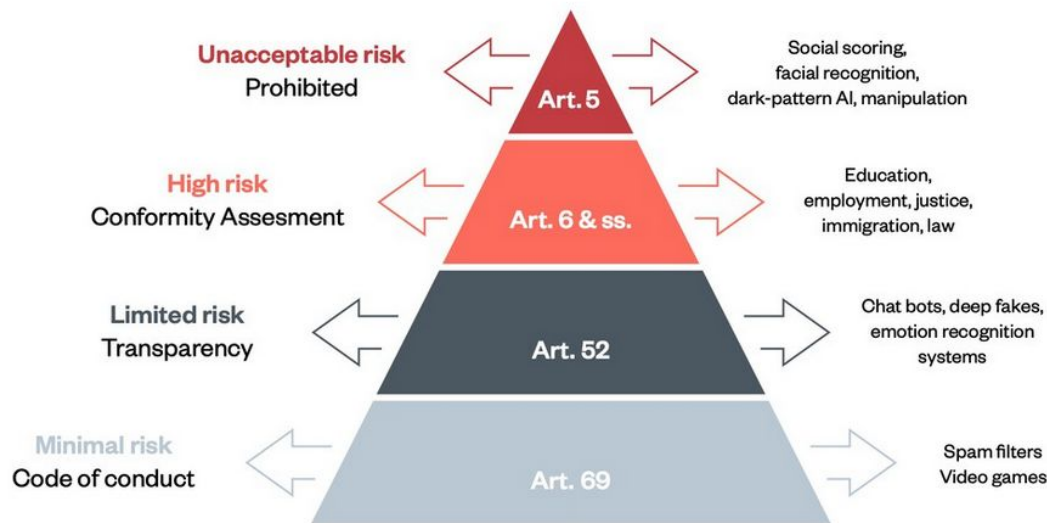 Unacceptable risk
Prohibited
Art. 5
Social scoring,
facial recognition,
dark-pattern AI, manipulation
High risk
Conformity Assesment
Art. 6 & ss.
Education,
employment, justice,
immigration, law
Limited risk
Transparency
Art. 52
Chat bots, deep fakes,
emotion recognition
systems
Minimal risk
Code of conduct
Art. 69
Spam filters
Video games